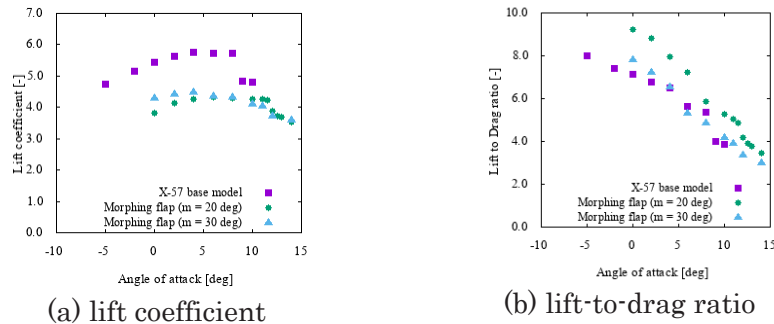 7.0
6.0
5.0
4.0
3.0
2.0
1.0
0.0
Lift coefficient [-]
X-57 base model
Morphing flap (m = 20 deg)
Morphing flap (m = 30 deg)
-10 -5 0 5 10 15
Angle of attack [deg]
(a) lift coefficient
10.0
8.0
6.0
4.0
2.0
0.0
Lift to Drag ratio [-]
X-57 base model
Morphing flap (m = 20 deg)
Morphing flap (m = 30 deg)
-10 -5 0 5 10 15
Angle of attack [deg]
(b) lift-to-drag ratio